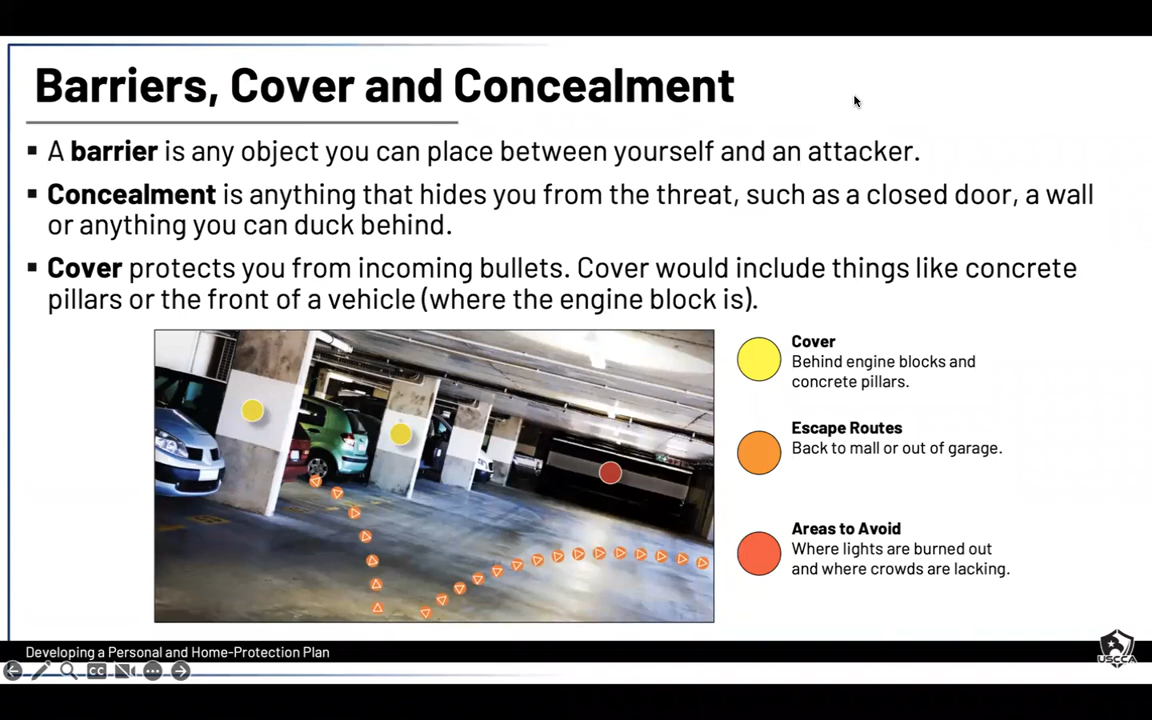 Barriers, Cover and Concealment
▪ A barrier is any object you can place between yourself and an attacker.
▪ Concealment is anything that hides you from the threat, such as a closed door, a wall
or anything you can duck behind.
▪ Cover protects you from incoming bullets. Cover would include things like concrete
pillars or the front of a vehicle (where the engine block is).
Cover
Behind engine blocks and
concrete pillars.
Escape Routes
Back to mall or out of garage.
Areas to Avoid
Where lights are burned out
and where crowds are lacking.
Developing a Personal and Home-Protection Plan
USCCA
CC